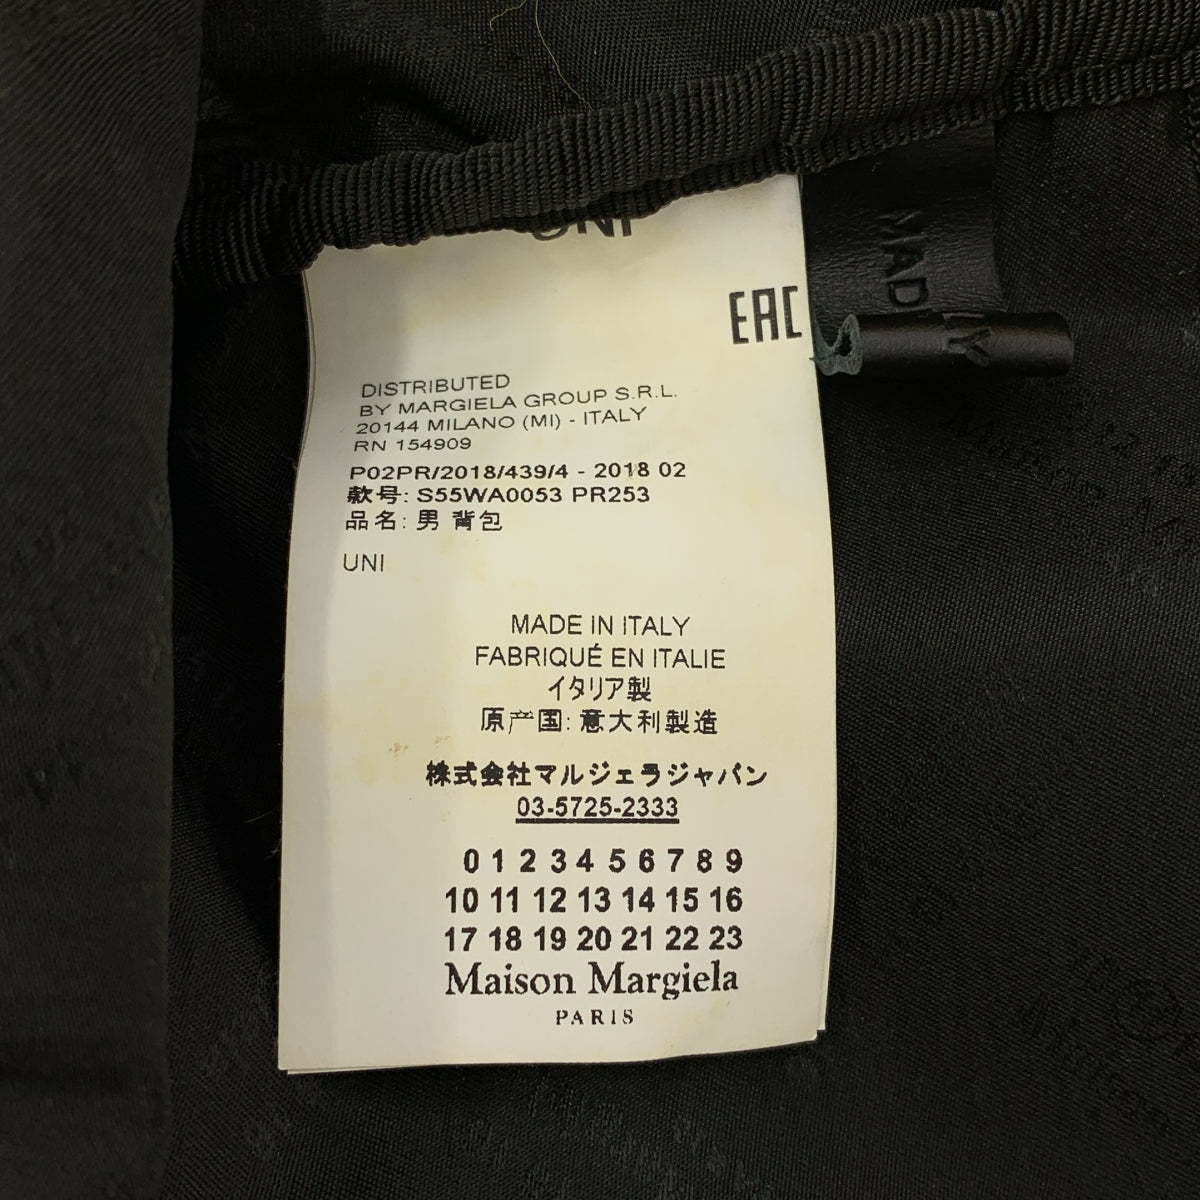 UNI
EAC
MAD
LY
DISTRIBUTED
BY MARGIELA GROUP S.R.L.
20144 MILANO (MI) - ITALY
RN 154909
P02PR/2018/439/4 - 2018 02
款号: S55WA0053 PR253
品名: 男 背包
UNI
MADE IN ITALY
FABRIQUÉ EN ITALIE
イタリア製
原产国: 意大利製造
株式会社マルジェラジャパン
03-5725-2333
0 1 2 3 4 5 6 7 8 9
10 11 12 13 14 15 16
17 18 19 20 21 22 23
Maison Margiela
PARIS